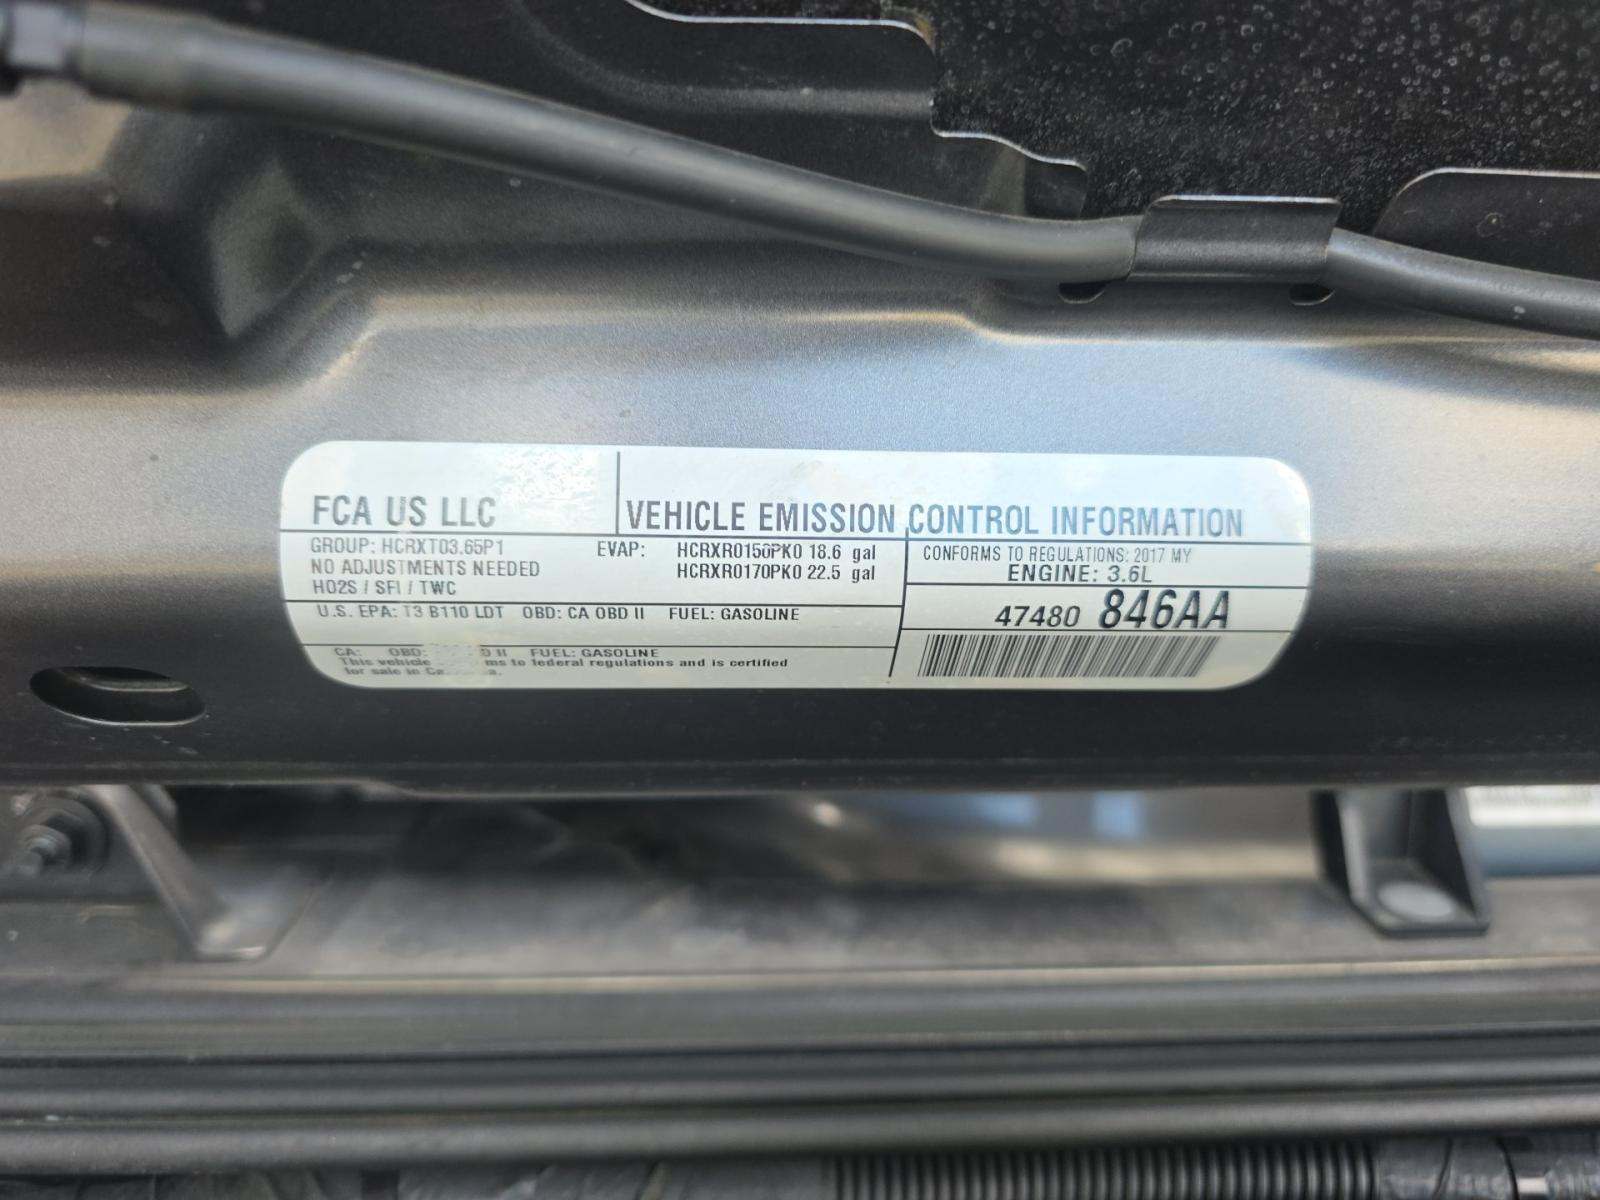 FCA US LLC
VEHICLE EMISSION CONTROL INFORMATION
GROUP: HCRXT03.65P1
NO ADJUSTMENTS NEEDED
HO2S / SFI / TWC
EVAP: HCRXR0156PK0 18.6 gal
HCRXR0170PK0 22.5 gal
CONFORMS TO REGULATIONS: 2017 MY
ENGINE: 3.6L
U.S. EPA: T3 B110 LDT OBD: CA OBD II FUEL: GASOLINE
47480 846AA
CA: OBD: II FUEL: GASOLINE
This vehicle to federal regulations and is certified
for sale in